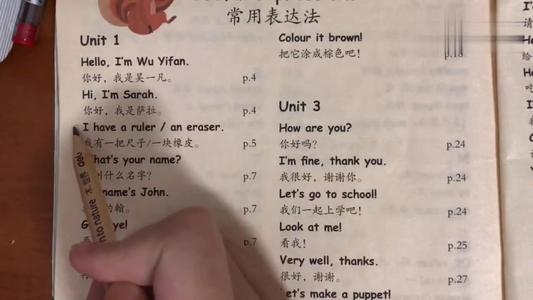 常用表达法
Unit 1
Hello, I'm Wu Yifan.
你好，我是吴一凡。 p.4
Hi, I'm Sarah.
你好，我是萨拉。 p.4
I have a ruler / an eraser.
我有一把尺子/一块橡皮。 p.5
What's your name?
什么名字？ p.7
name's John.
p.7
p.7
Colour it brown!
把它涂成棕色吧！ p.18
Unit 3
How are you?
你好吗？ p.24
I'm fine, thank you.
我很好，谢谢你。 p.24
Let's go to school!
我们一起上学吧！ p.24
Look at me!
看我！ p.25
Very well, thanks.
很好，谢谢。 p.27
Let's make a puppet!